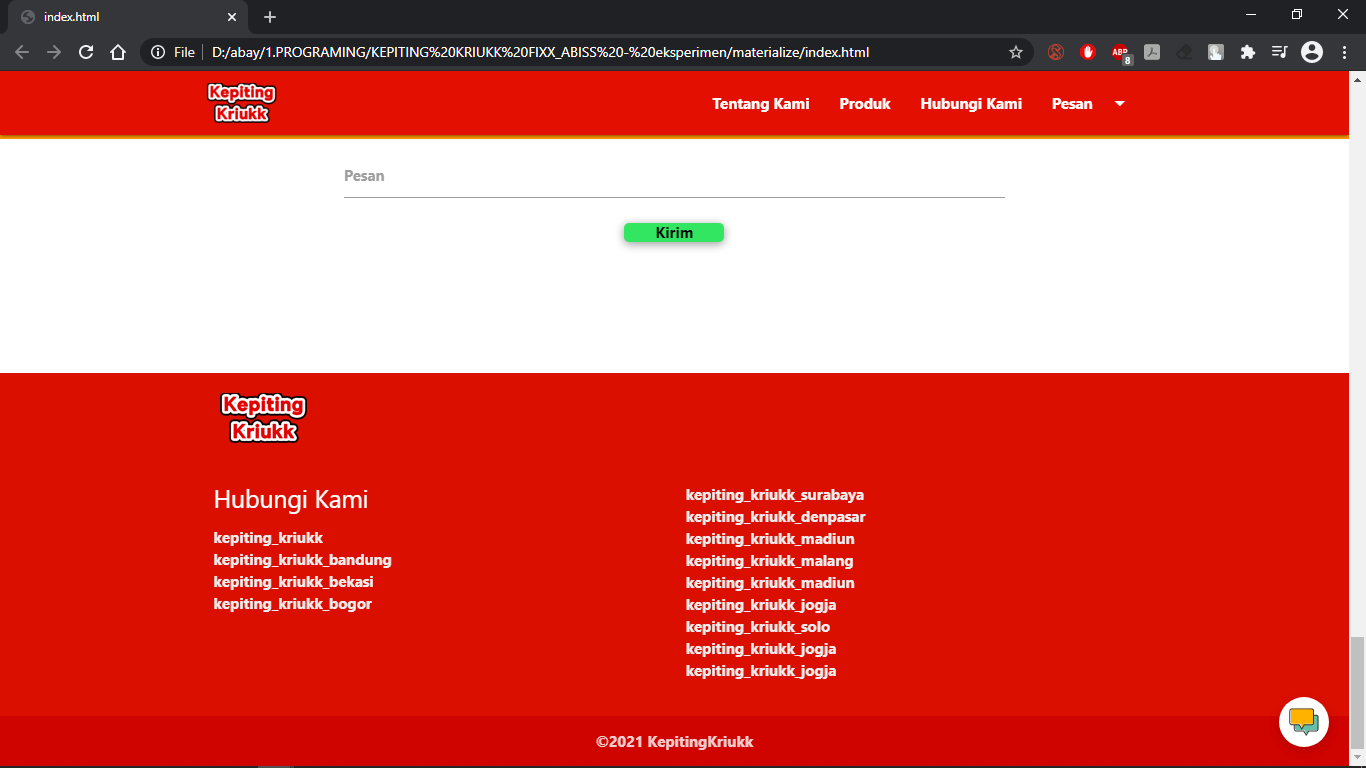 index.html
File
D:/abay/1.PROGRAMING/KEPITING%20KRIUKK%20FIXX_ABISS%20-%20eksperimen/materialize/index.html
ABP
8
Kepiting
Kriukk
Tentang Kami
Produk
Hubungi Kami
Pesan
Pesan
Kirim
Kepiting
Kriukk
Hubungi Kami
kepiting_kriukk
kepiting_kriukk_bandung
kepiting_kriukk_bekasi
kepiting_kriukk_bogor
kepiting_kriukk_surabaya
kepiting_kriukk_denpasar
kepiting_kriukk_madiun
kepiting_kriukk_malang
kepiting_kriukk_madiun
kepiting_kriukk_jogja
kepiting_kriukk_solo
kepiting_kriukk_jogja
kepiting_kriukk_jogja
©2021 KepitingKriukk